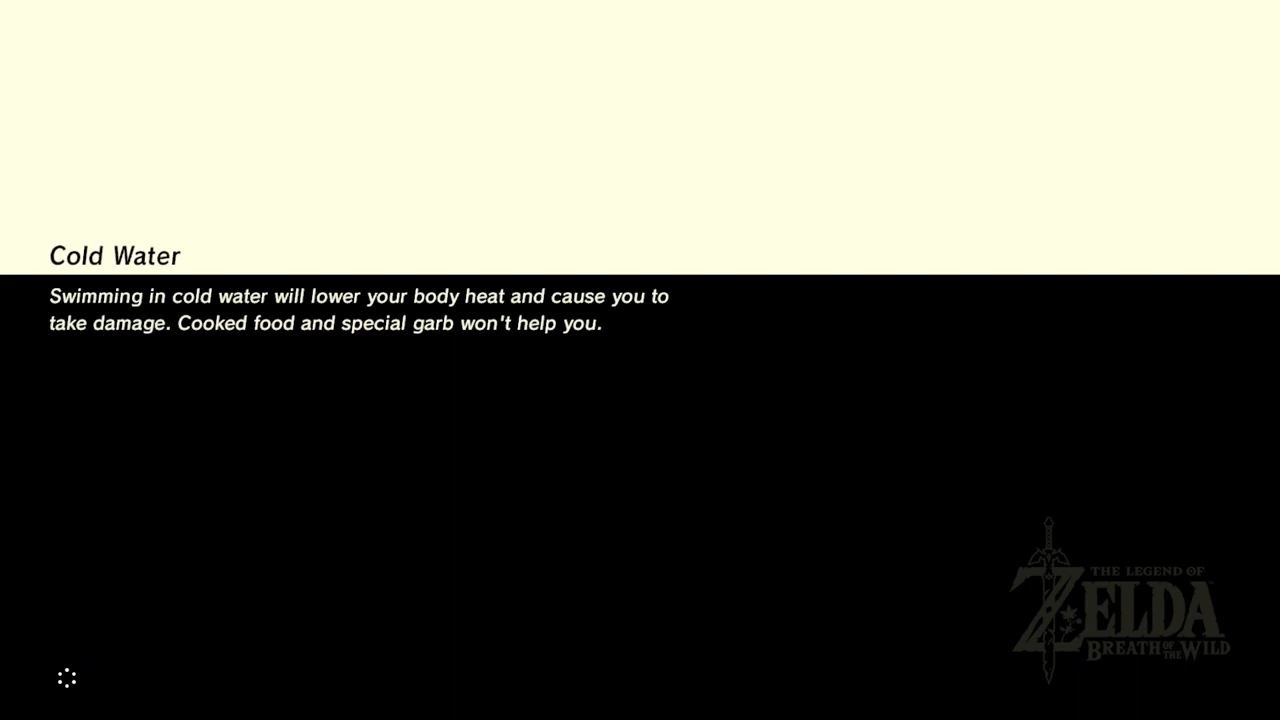 Cold Water
Swimming in cold water will lower your body heat and cause you to
take damage. Cooked food and special garb won't help you.
THE LEGEND OF
ZELDA
BREATH OF THE WILD